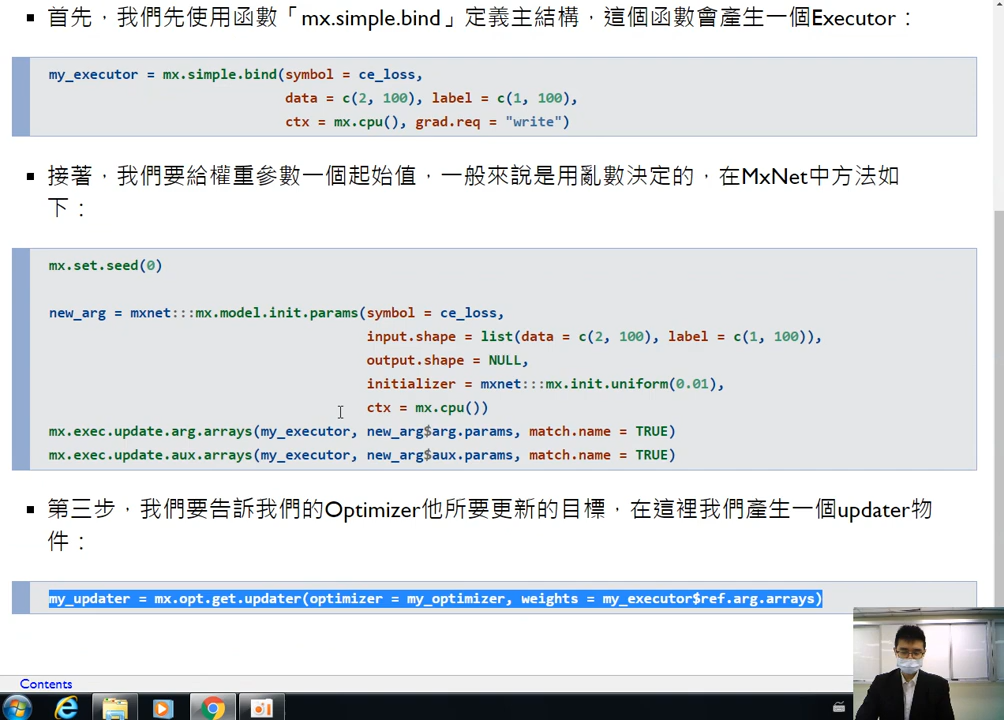 首先，我們先使用函數「mx.simple.bind」定義主結構，這個函數會產生一個Executor：
my_executor = mx.simple.bind(symbol = ce_loss,
data = c(2, 100), label = c(1, 100),
ctx = mx.cpu(), grad.req = "write")
接著，我們要給權重參數一個起始值，一般來說是用亂數決定的，在MxNet中方法如
下：
mx.set.seed(0)
new_arg = mxnet:::mx.model.init.params(symbol = ce_loss,
input.shape = list(data = c(2, 100), label = c(1, 100)),
output.shape = NULL,
initializer = mxnet:::mx.init.uniform(0.01),
ctx = mx.cpu())
mx.exec.update.arg.arrays(my_executor, new_arg$arg.params, match.name = TRUE)
mx.exec.update.aux.arrays(my_executor, new_arg$aux.params, match.name = TRUE)
第三步，我們要告訴我們的Optimizer他所要更新的目標，在這裡我們產生一個updater物
件：
my_updater = mx.opt.get.updater(optimizer = my_optimizer, weights = my_executor$ref.arg.arrays)
Contents